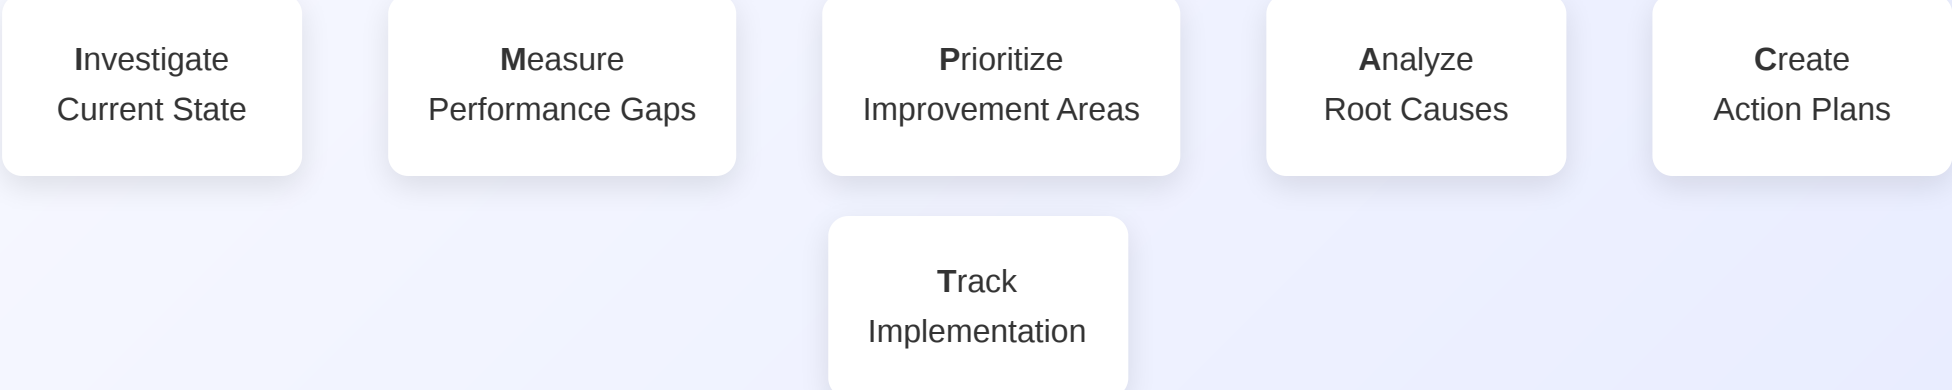 Investigate
Current State
Measure
Performance Gaps
Prioritize
Improvement Areas
Analyze
Root Causes
Create
Action Plans
Track
Implementation